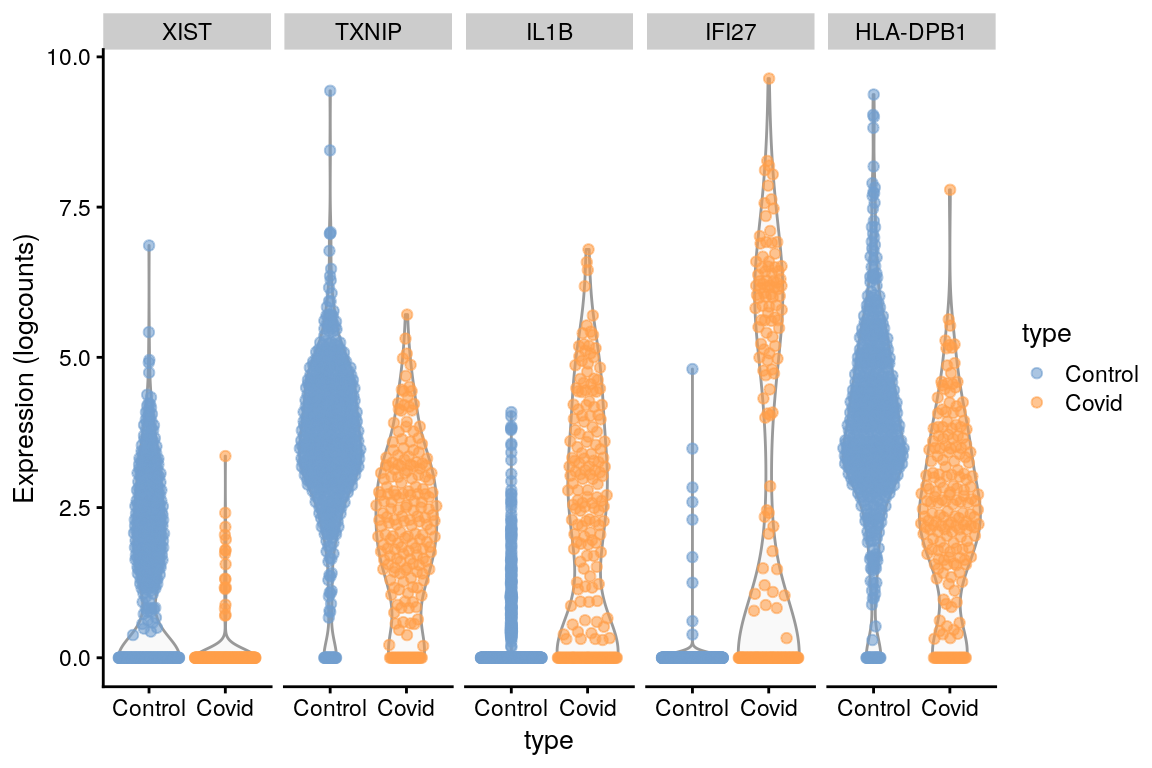 XIST TXNIP IL1B IFI27 HLA-DPB1
10.0
7.5
5.0
2.5
0.0
Expression (logcounts)
Control Covid Control Covid Control Covid Control Covid Control Covid
type
type
Control
Covid